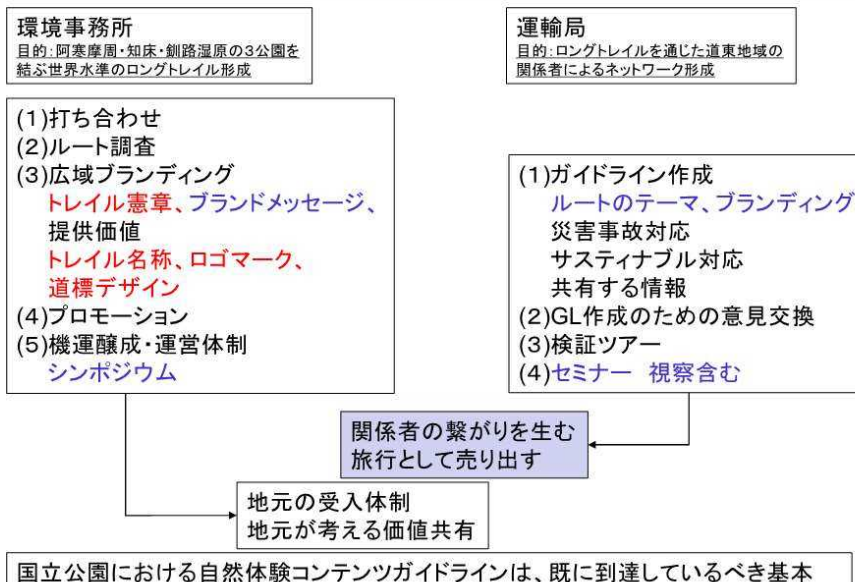 環境事務所
目的:阿寒摩周・知床・釧路湿原の3公園を
結ぶ世界水準のロングトレイル形成
運輸局
目的:ロングトレイルを通じた道東地域の
関係者によるネットワーク形成
(1)打ち合わせ
(2)ルート調査
(3)広域ブランディング
トレイル憲章、ブランドメッセージ、
提供価値
トレイル名称、ロゴマーク、
道標デザイン
(4)プロモーション
(5)機運醸成・運営体制
シンポジウム
(1)ガイドライン作成
ルートのテーマ、ブランディング
災害事故対応
サスティナブル対応
共有する情報
(2)GL作成のための意見交換
(3)検証ツアー
(4)セミナー 視察含む
関係者の繋がりを生む
旅行として売り出す
地元の受入体制
地元が考える価値共有
国立公園における自然体験コンテンツガイドラインは、既に到達しているべき基本